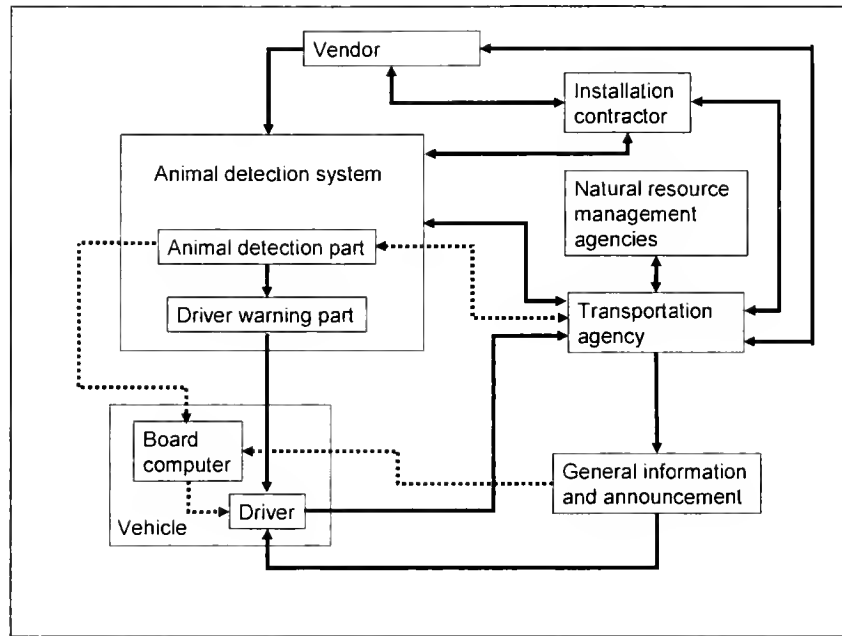 Vendor
Installation
contractor
Animal detection system
Natural resource
management
agencies
Animal detection part
Driver warning part
Transportation
agency
Board
computer
General information
and announcement
Driver
Vehicle